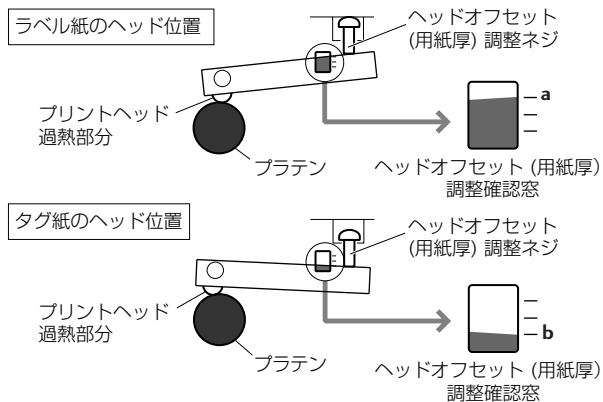 ラベル紙のヘッド位置
ヘッドオフセット
(用紙厚) 調整ネジ
プリントヘッド
過熱部分
プラテン
a
ヘッドオフセット (用紙厚)
調整確認窓
タグ紙のヘッド位置
ヘッドオフセット
(用紙厚) 調整ネジ
プリントヘッド
過熱部分
プラテン
b
ヘッドオフセット (用紙厚)
調整確認窓